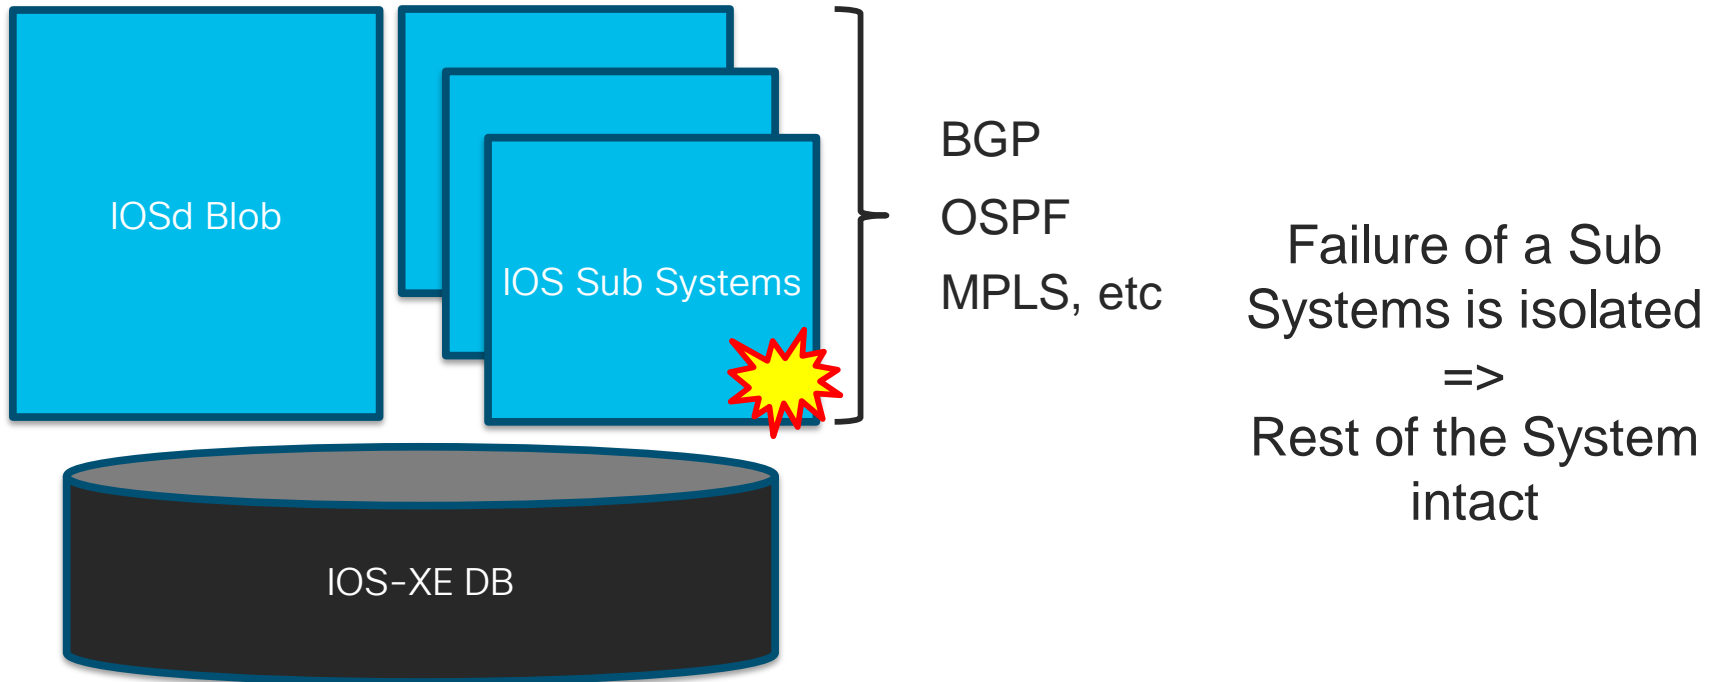 IOSd Blob
IOS Sub Systems
BGP
OSPF
MPLS, etc
Failure of a Sub
Systems is isolated
=>
Rest of the System
intact
IOS-XE DB